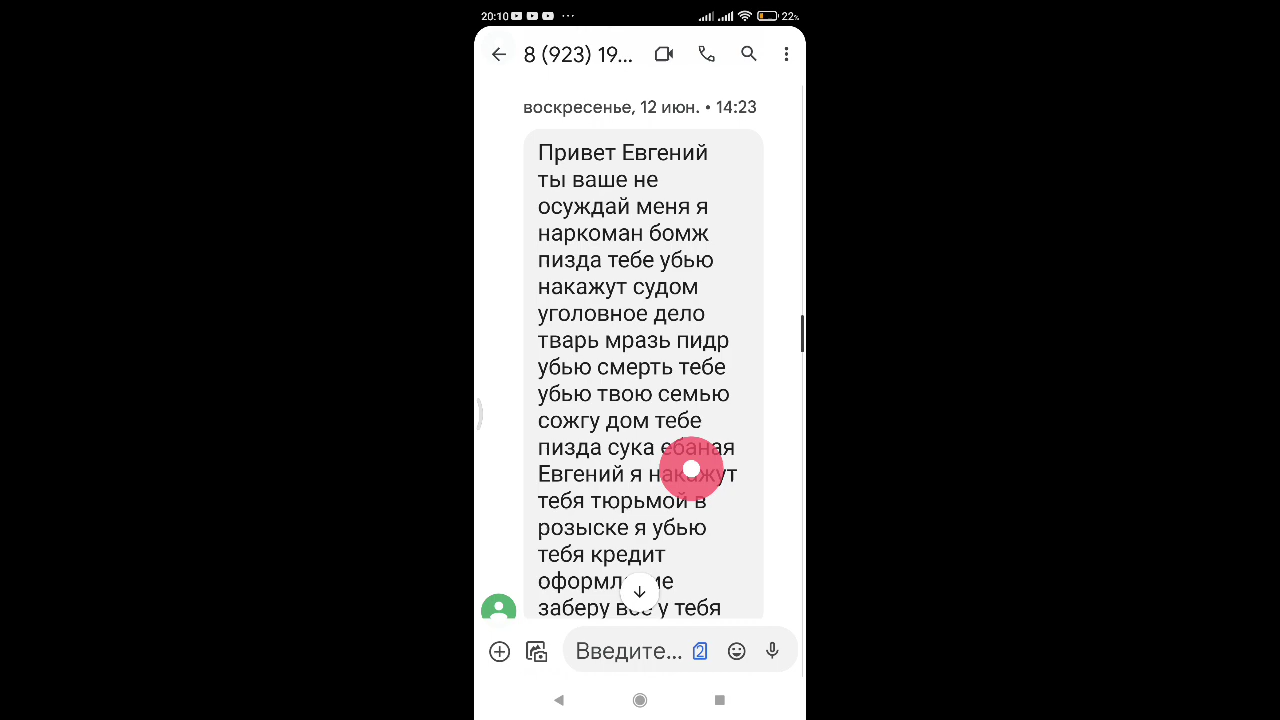 20:10 ... 22%
8 (923) 19...
воскресенье, 12 июн. • 14:23
Привет Евгений
ты ваше не
осуждай меня я
наркоман бомж
пизда тебе убью
накажут судом
уголовное дело
тварь мразь пидр
убью смерть тебе
убью твою семью
сожгу дом тебе
пизда сука ебаная
Евгений я накажут
тебя тюрьмой в
розыске я убью
тебя кредит
заберу все у тебя
Введите... 2